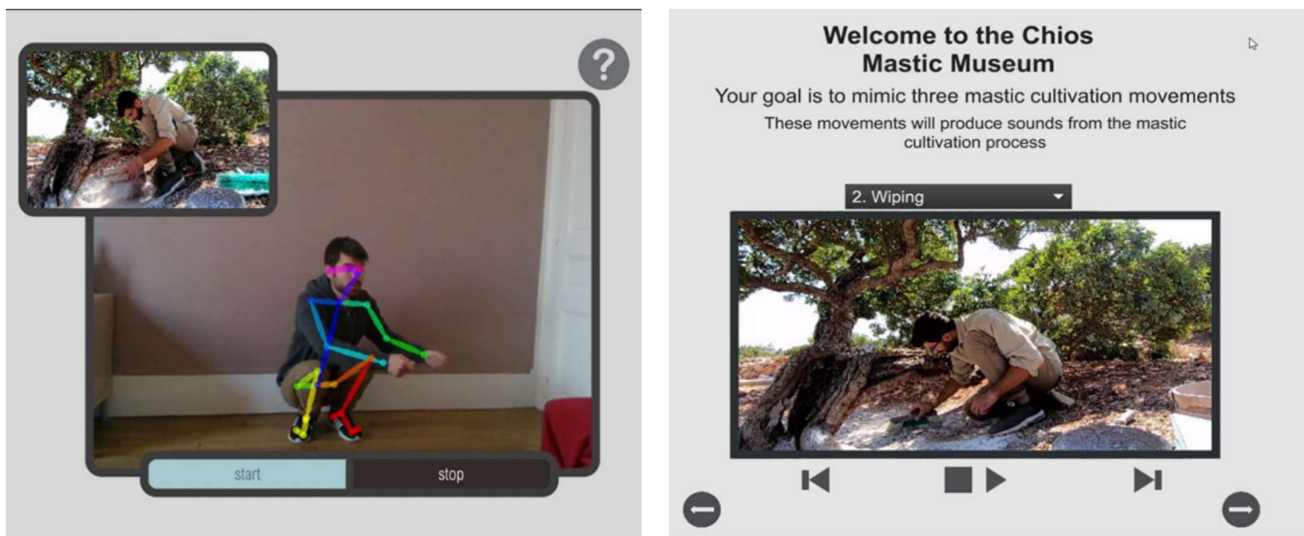 ?
start
stop
Welcome to the Chios
Mastic Museum
Your goal is to mimic three mastic cultivation movements
These movements will produce sounds from the mastic
cultivation process
2. Wiping